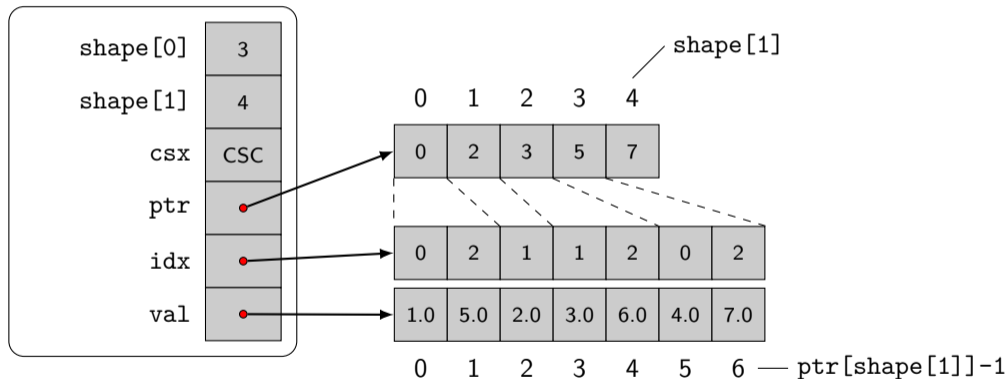 shape[0] 3
shape[1]
shape[1] 4
0 1 2 3 4
csx CSC
0 2 3 5 7
ptr
idx
0 2 1 1 2 0 2
val
1.0 5.0 2.0 3.0 6.0 4.0 7.0
0 1 2 3 4 5 6 ptr[shape[1]]-1